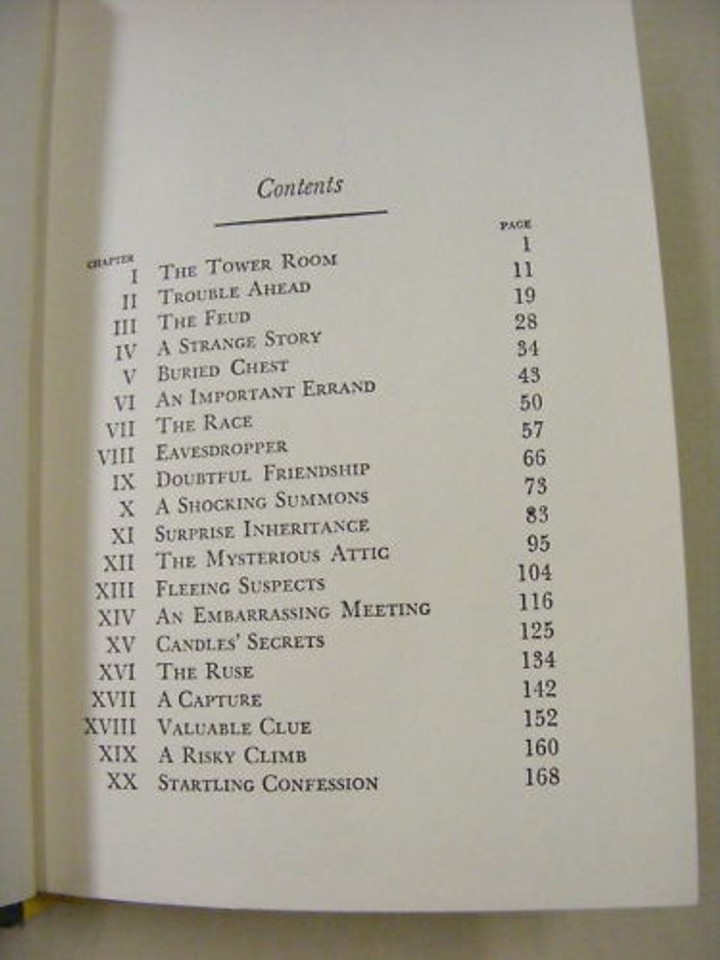 Contents
CHAPTER PAGE
I The Tower Room 1
II Trouble Ahead 11
III The Feud 19
IV A Strange Story 28
V Buried Chest 34
VI An Important Errand 43
VII The Race 50
VIII Eavesdropper 57
IX Doubtful Friendship 66
X A Shocking Summons 73
XI Surprise Inheritance 83
XII The Mysterious Attic 95
XIII Fleeing Suspects 104
XIV An Embarrassing Meeting 116
XV Candles' Secrets 125
XVI The Ruse 134
XVII A Capture 142
XVIII Valuable Clue 152
XIX A Risky Climb 160
XX Startling Confession 168